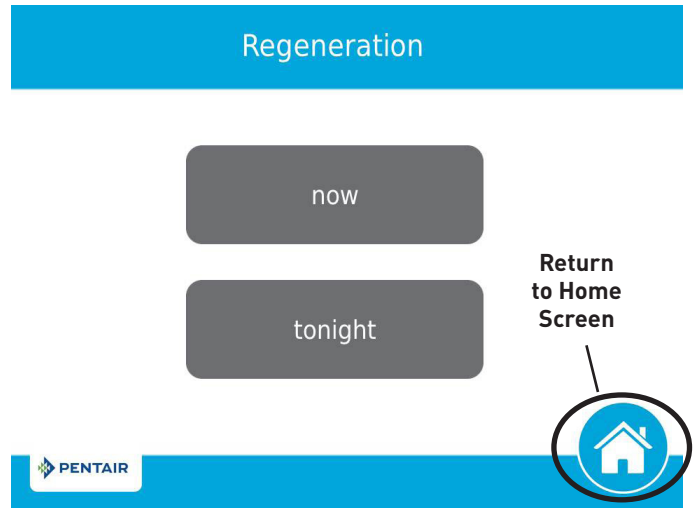 Regeneration
now
tonight
Return
to Home
Screen
PENTAIR